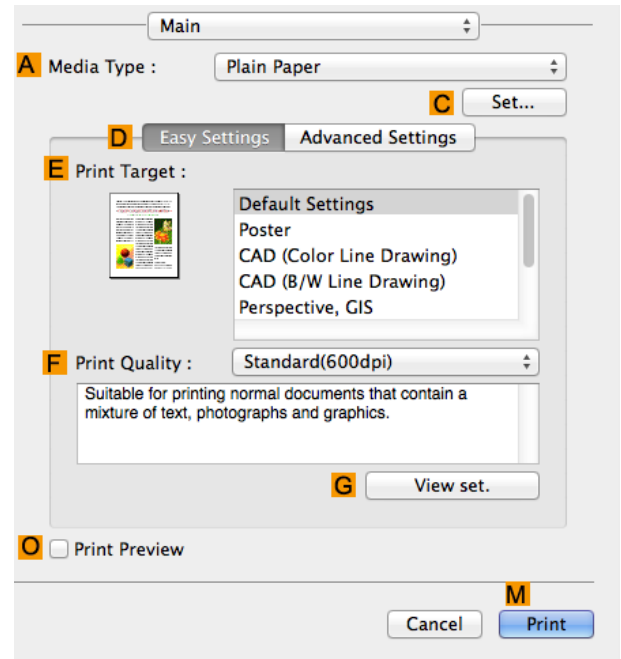 Main
A Media Type : Plain Paper
C Set...
D Easy Settings Advanced Settings
E Print Target :
Default Settings
Poster
CAD (Color Line Drawing)
CAD (B/W Line Drawing)
Perspective, GIS
F Print Quality : Standard(600dpi)
Suitable for printing normal documents that contain a
mixture of text, photographs and graphics.
G View set.
O Print Preview
M
Cancel Print